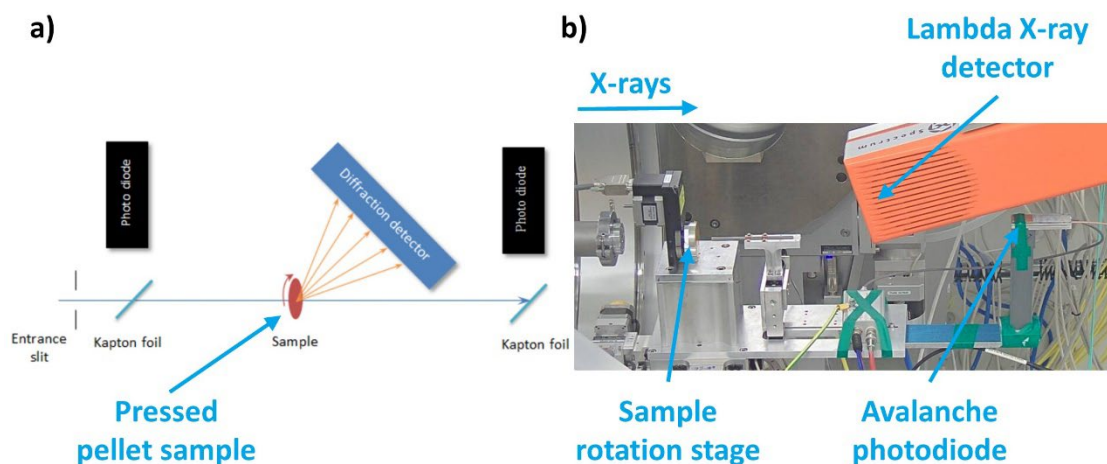 a)
Photo diode
Diffraction detector
Photo diode
Entrance
slit
Kapton foil
Sample
Kapton foil
Pressed
pellet sample
b)
Lambda X-ray
detector
X-rays
Spectrum
Sample
rotation stage
Avalanche
photodiode